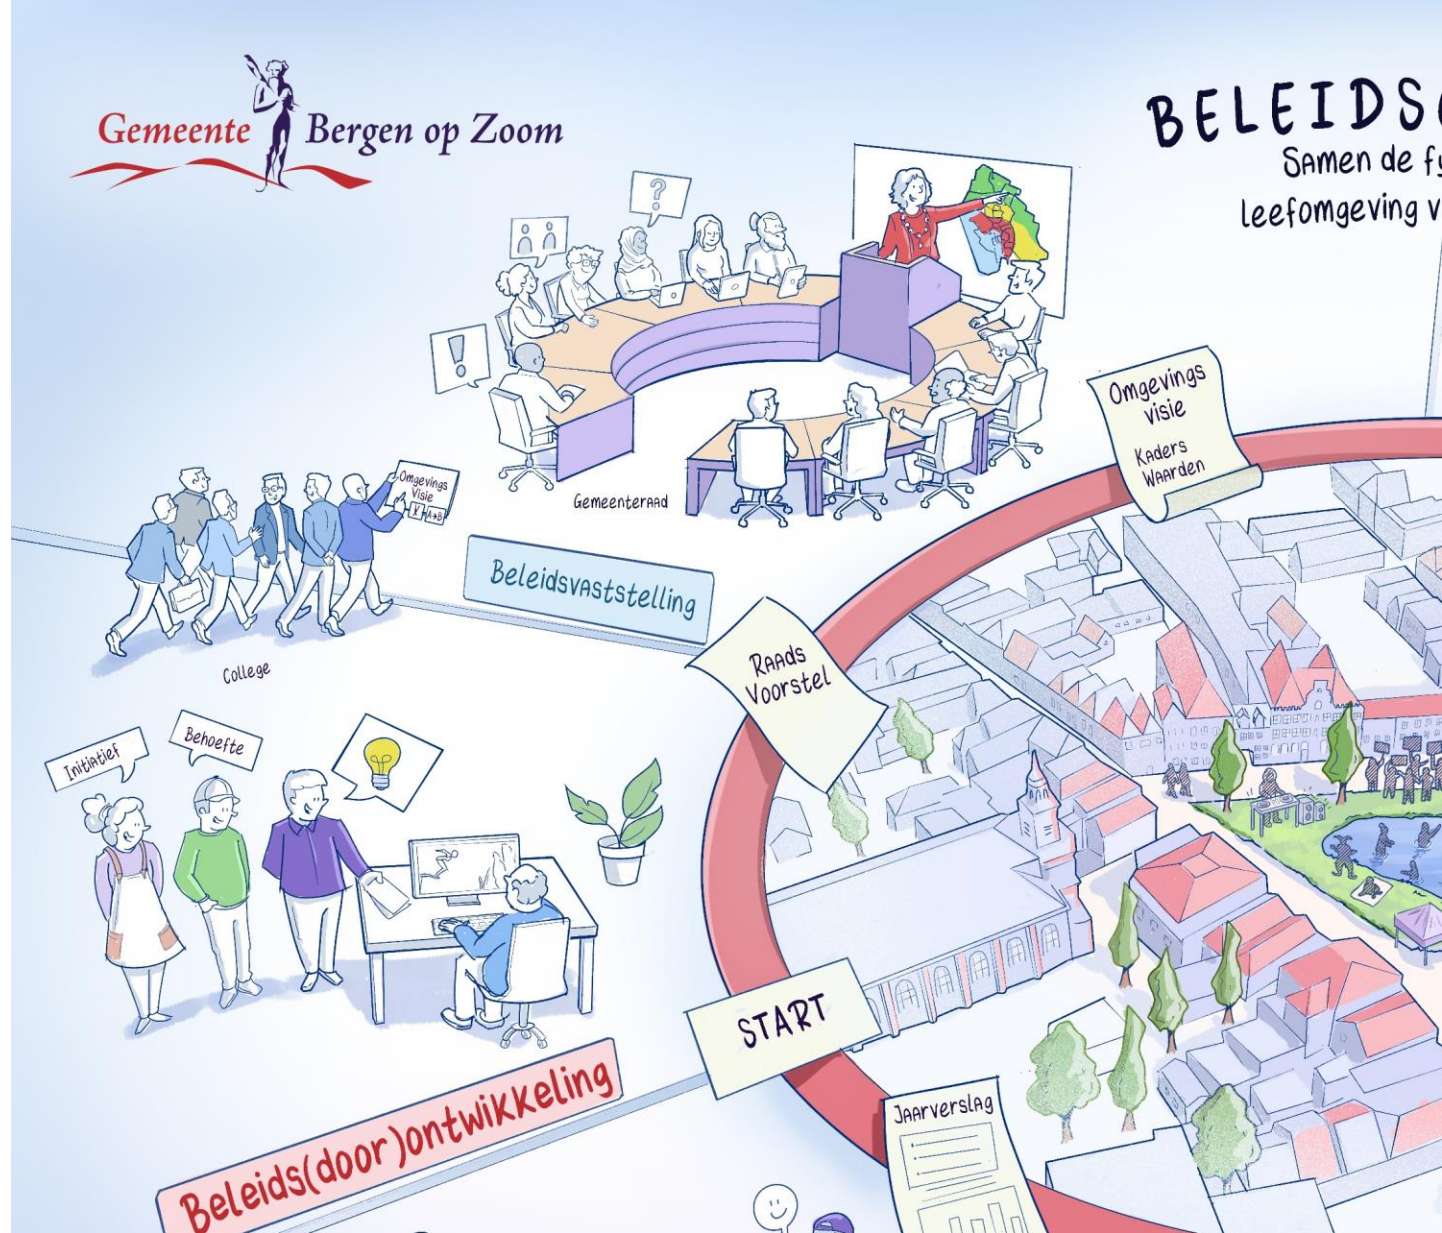 Gemeente Bergen op Zoom
BELEIDS
Samen de
leefomgeving
?
!
Gemeenteraad
Omgevings
visie
Kaders
Waarden
Omgevings
Visie
A→B
College
Beleidsvaststelling
Raads
Voorstel
Initiatief
Behoefte
START
Beleids(door)ontwikkeling
Jaarverslag